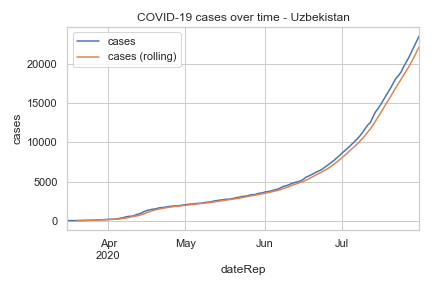 COVID-19 cases over time - Uzbekistan
cases
cases (rolling)
20000
15000
10000
5000
0
cases
Apr
2020
May
Jun
Jul
dateRep